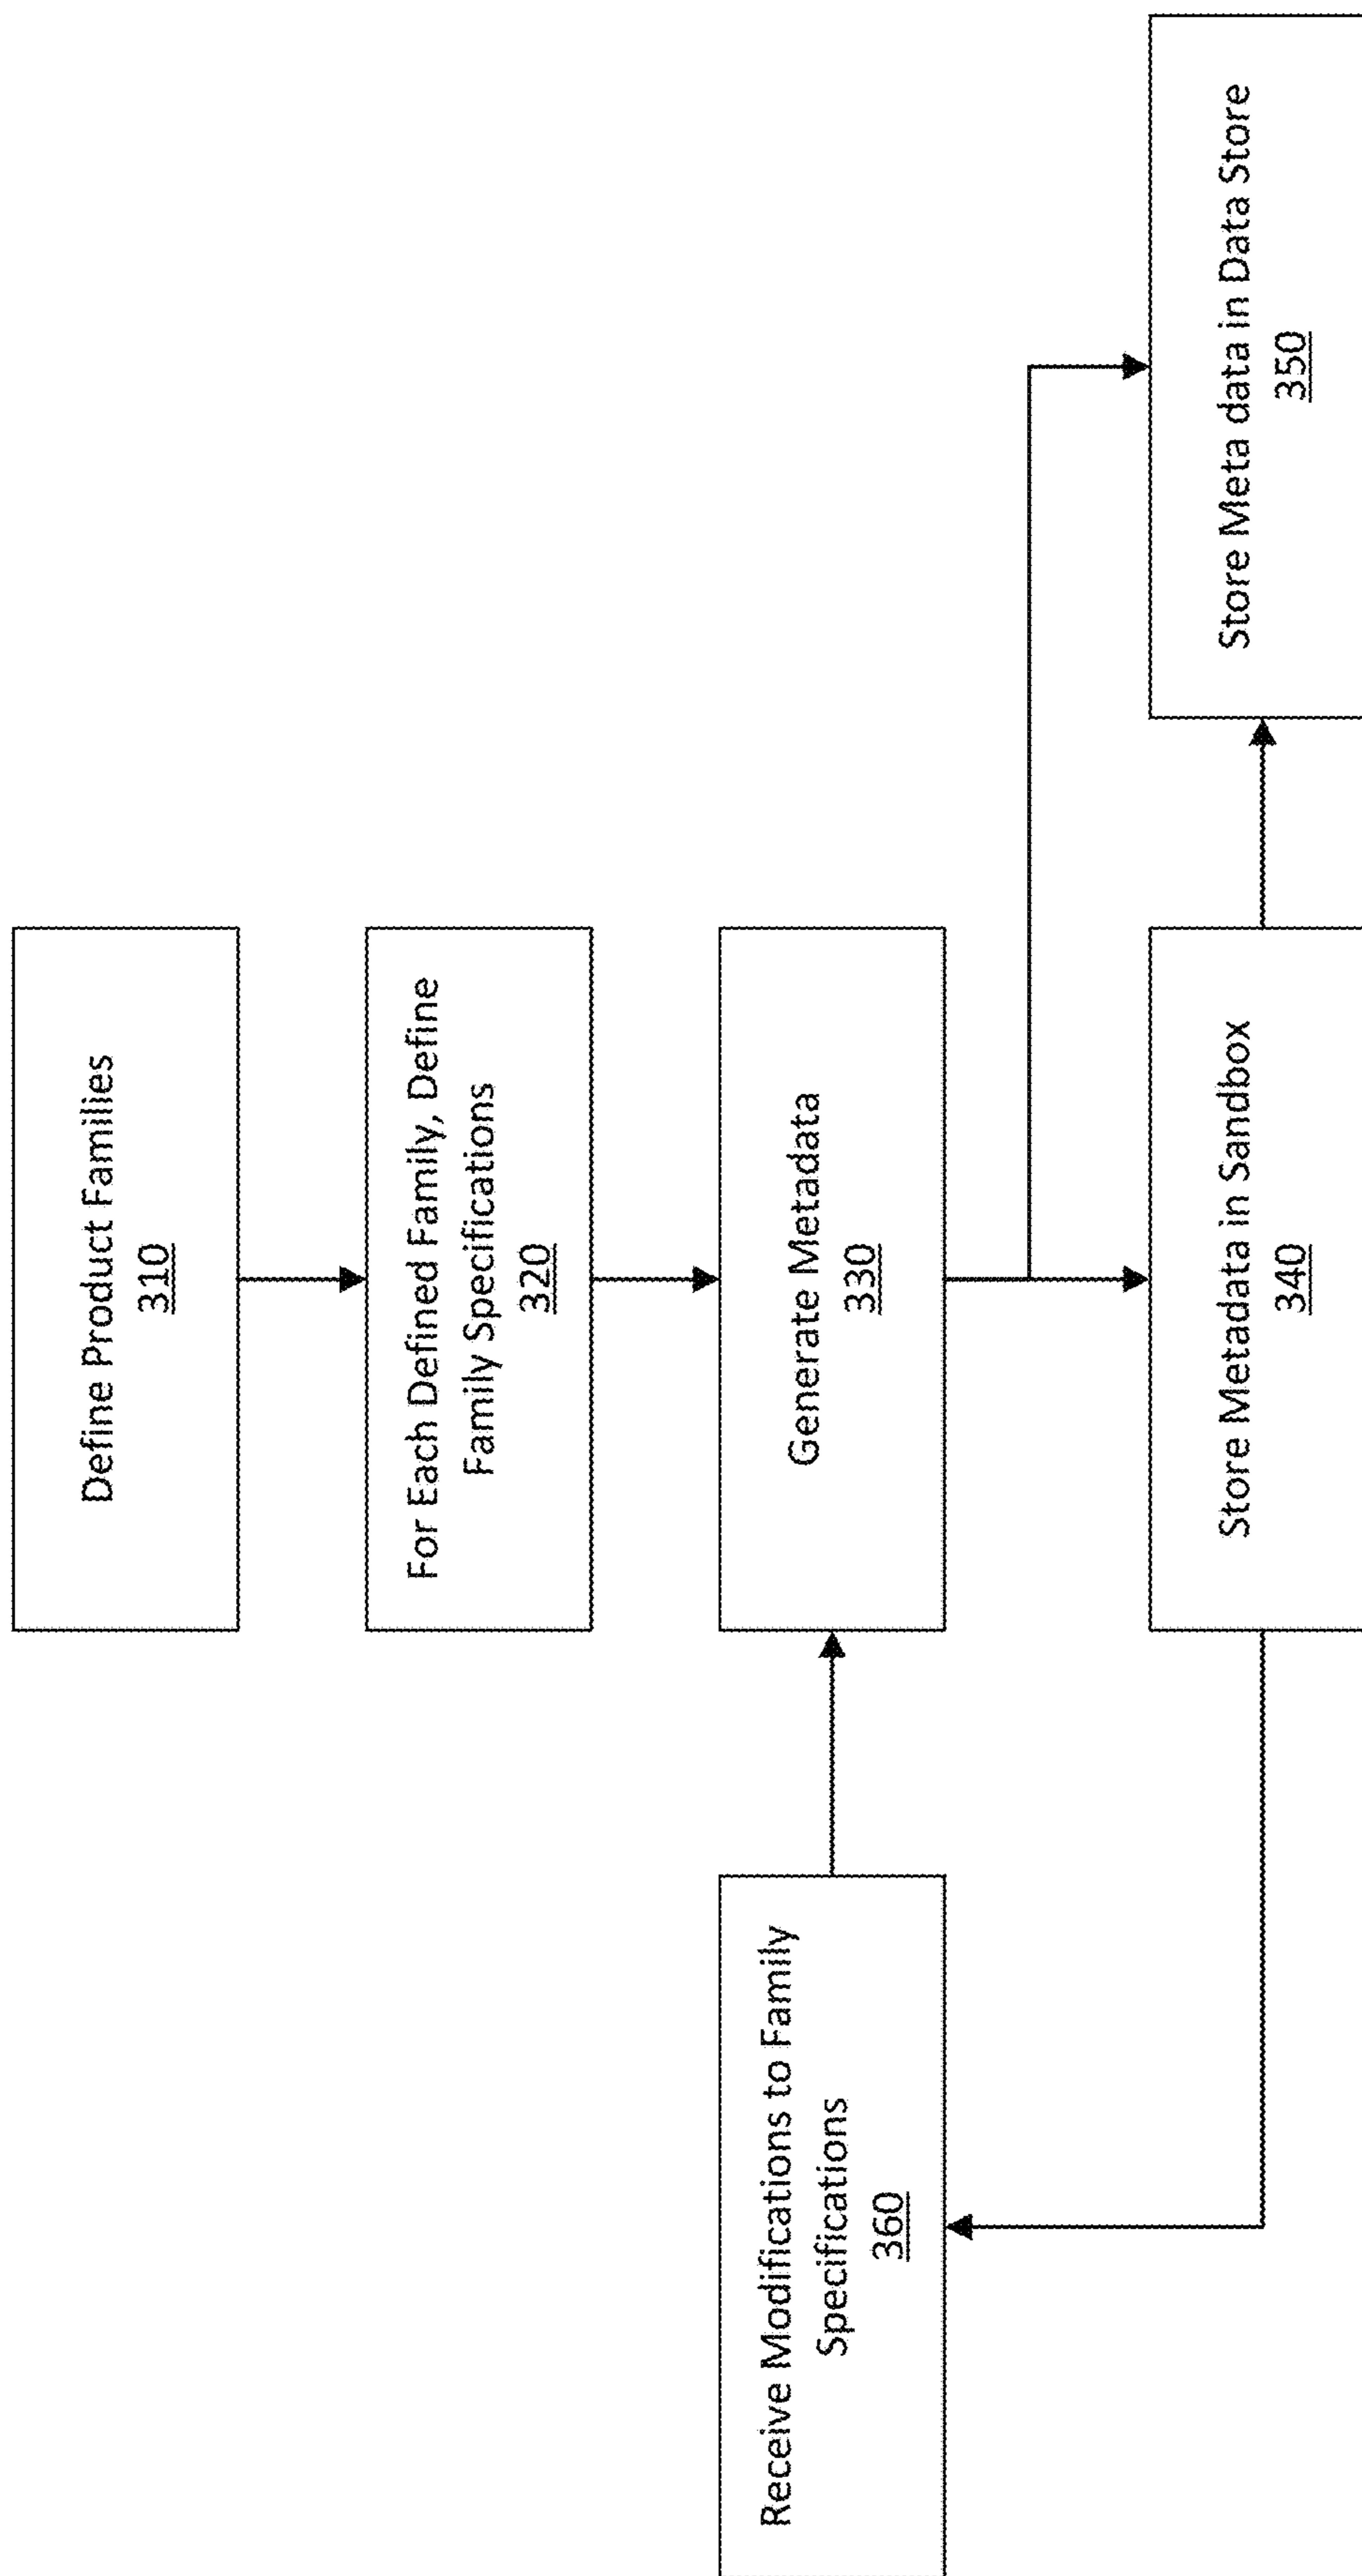 Define Product Families
310
For Each Defined Family, Define
Family Specifications
320
Receive Modifications to Family
Specifications
360
Generate Metadata
330
Store Metadata in Sandbox
340
Store Meta data in Data Store
350